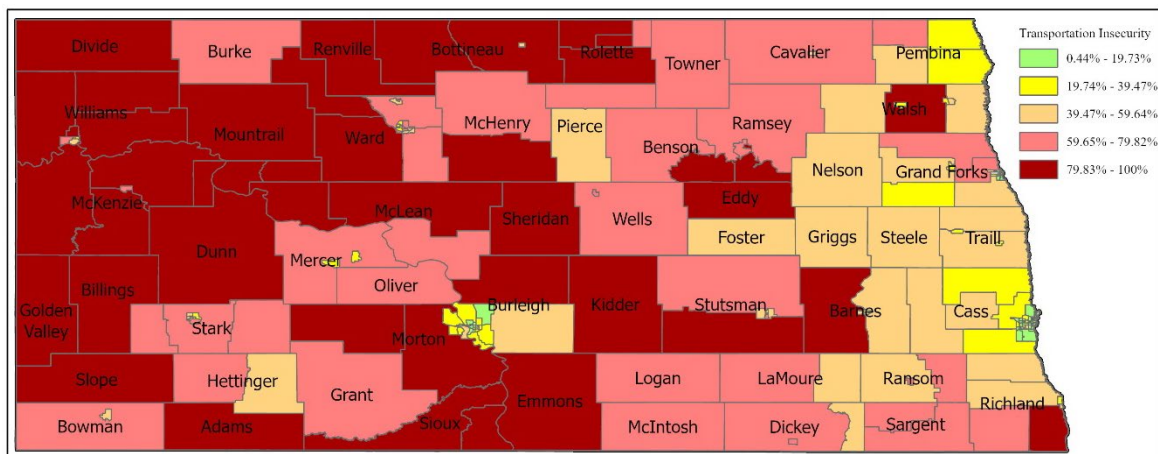 Transportation Insecurity
0.44% - 19.73%
19.74% - 39.47%
39.47% - 59.64%
59.65% - 79.82%
79.83% - 100%
Divide
Burke
Renville
Bottineau
Rolette
Towner
Cavalier
Pembina
Williams
Mountrail
Ward
McHenry
Pierce
Benson
Ramsey
Walsh
Nelson
Grand Forks
McKenzie
Dunn
McLean
Sheridan
Wells
Eddy
Foster
Griggs
Steele
Traill
Mercer
Oliver
Golden
Valley
Billings
Stark
Morton
Burleigh
Kidder
Stutsman
Barnes
Cass
Slope
Hettinger
Grant
Emmons
Logan
LaMoure
Ransom
Richland
Bowman
Adams
Sioux
McIntosh
Dickey
Sargent